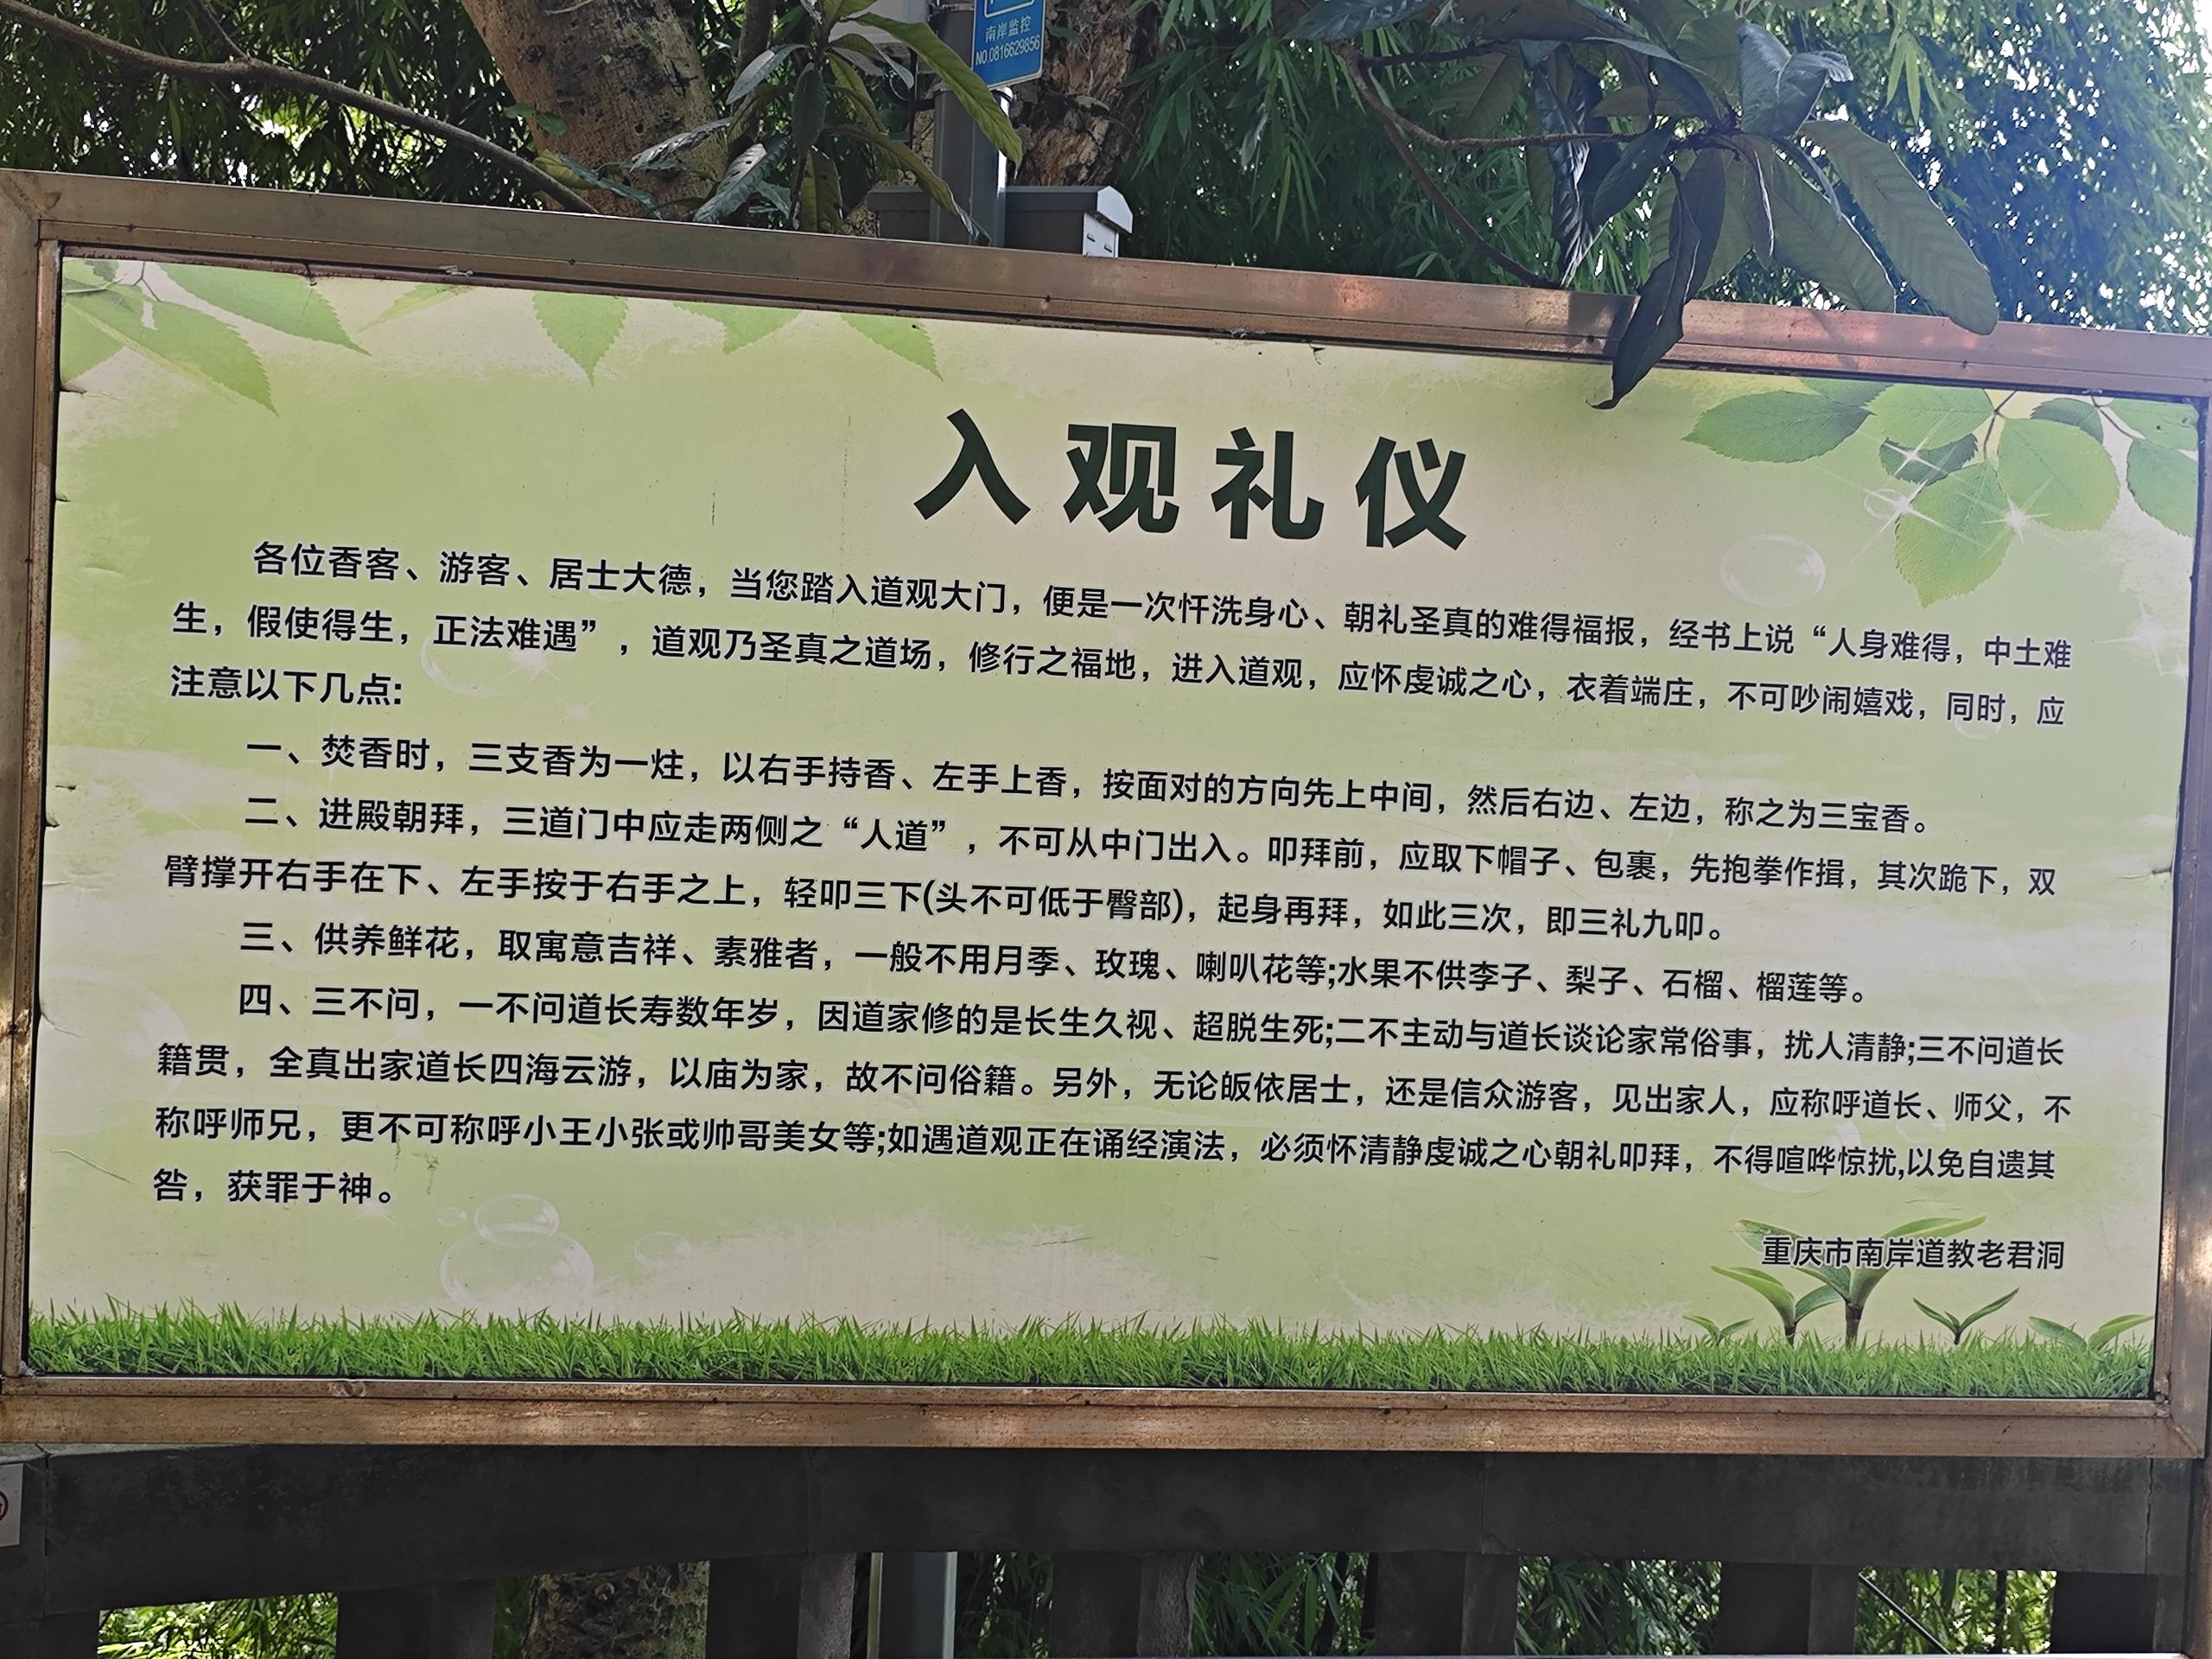 南岸监控
NO.0816629856
入观礼仪
各位香客、游客、居士大德，当您踏入道观大门，便是一次忏洗身心、朝礼圣真的难得福报，经书上说“人身难得，中土难
生，假使得生，正法难遇”，道观乃圣真之道场，修行之福地，进入道观，应怀虔诚之心，衣着端庄，不可吵闹嬉戏，同时，应
注意以下几点:
一、焚香时，三支香为一炷，以右手持香、左手上香，按面对的方向先上中间，然后右边、左边，称之为三宝香。
二、进殿朝拜，三道门中应走两侧之“人道”，不可从中门出入。叩拜前，应取下帽子、包裹，先抱拳作揖，其次跪下，双
臂撑开右手在下、左手按于右手之上，轻叩三下(头不可低于臀部)，起身再拜，如此三次，即三礼九叩。
三、供养鲜花，取寓意吉祥、素雅者，一般不用月季、玫瑰、喇叭花等;水果不供李子、梨子、石榴、榴莲等。
四、三不问，一不问道长寿数年岁，因道家修的是长生久视、超脱生死;二不主动与道长谈论家常俗事，扰人清静;三不问道长
籍贯，全真出家道长四海云游，以庙为家，故不问俗籍。另外，无论皈依居士，还是信众游客，见出家人，应称呼道长、师父，不
称呼师兄，更不可称呼小王小张或帅哥美女等;如遇道观正在诵经演法，必须怀清静虔诚之心朝礼叩拜，不得喧哗惊扰,以免自遗其
咎，获罪于神。
重庆市南岸道教老君洞